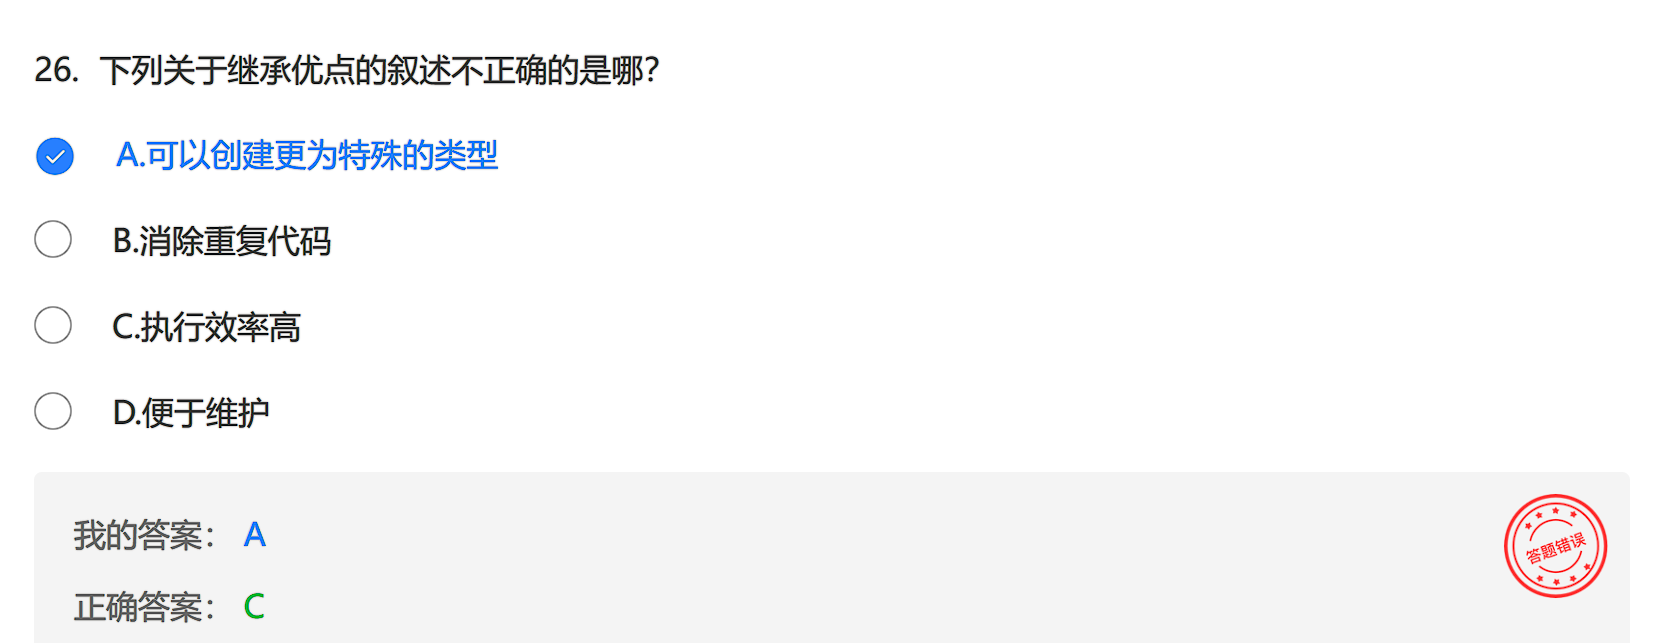 26. 下列关于继承优点的叙述不正确的是哪?
A.可以创建更为特殊的类型
B.消除重复代码
C.执行效率高
D.便于维护
我的答案： A
答题错误
正确答案： C